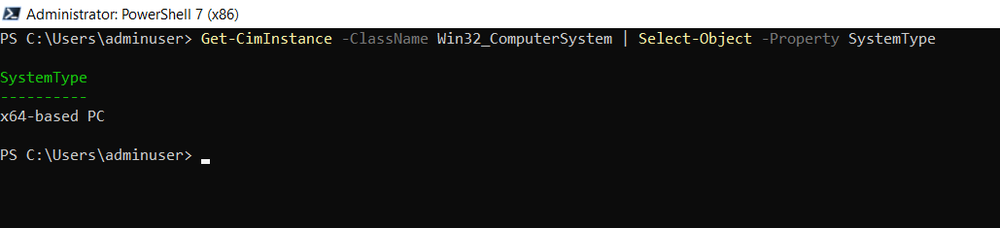 Administrator: PowerShell 7 (x86)
PS C:\Users\adminuser> Get-CimInstance -ClassName Win32_ComputerSystem | Select-Object -Property SystemType
SystemType
----------
x64-based PC
PS C:\Users\adminuser>